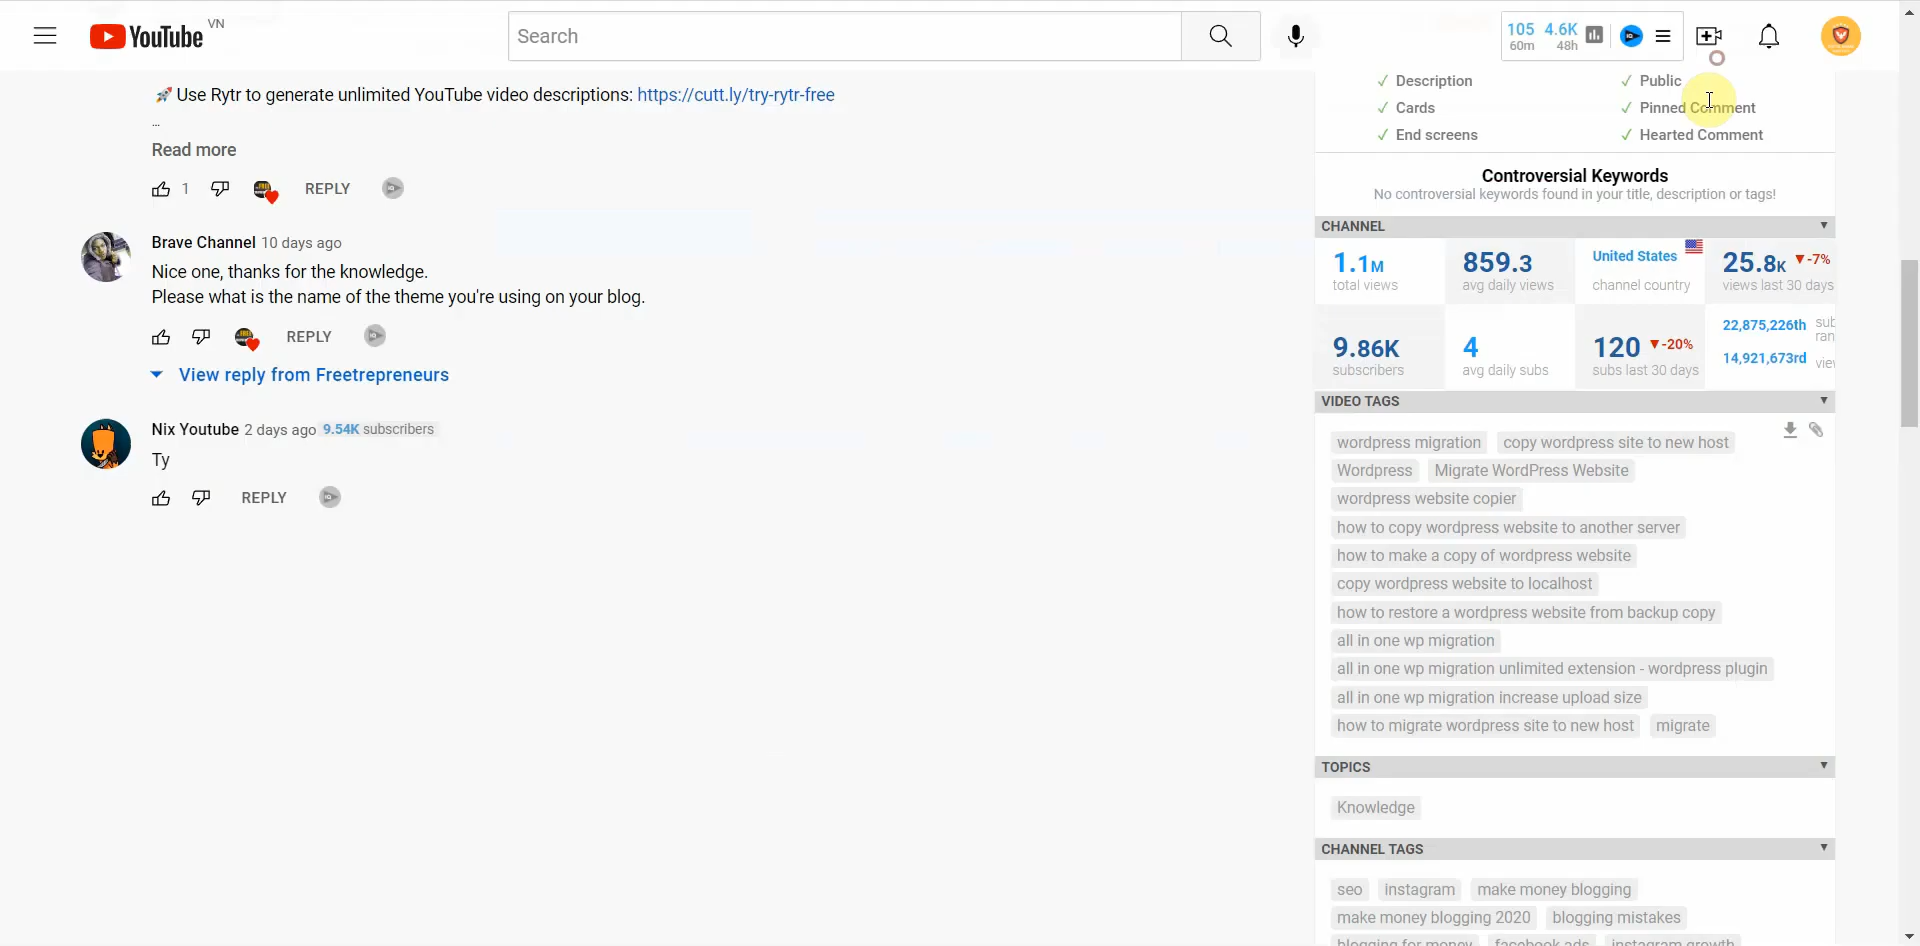 YouTube VN
Search
105 4.6K
60m 48h
🚀 Use Rytr to generate unlimited YouTube video descriptions: https://cutt.ly/try-rytr-free
...
Read more
1 REPLY
Brave Channel 10 days ago
Nice one, thanks for the knowledge.
Please what is the name of the theme you're using on your blog.
REPLY
View reply from Freetrepreneurs
Nix Youtube 2 days ago 9.54K subscribers
Ty
REPLY
✓ Description ✓ Public
✓ Cards ✓ Pinned Comment
✓ End screens ✓ Hearted Comment
Controversial Keywords
No controversial keywords found in your title, description or tags!
CHANNEL ▼
1.1M 859.3 United States 25.8K ▼-7%
total views avg daily views channel country views last 30 days
9.86K 4 120 ▼-20% 22,875,226th sub
ran
14,921,673rd view
subscribers avg daily subs subs last 30 days
VIDEO TAGS ▼
wordpress migration copy wordpress site to new host
Wordpress Migrate WordPress Website
wordpress website copier
how to copy wordpress website to another server
how to make a copy of wordpress website
copy wordpress website to localhost
how to restore a wordpress website from backup copy
all in one wp migration
all in one wp migration unlimited extension - wordpress plugin
all in one wp migration increase upload size
how to migrate wordpress site to new host migrate
TOPICS ▼
Knowledge
CHANNEL TAGS ▼
seo instagram make money blogging
make money blogging 2020 blogging mistakes
blogging for money facebook ads instagram growth